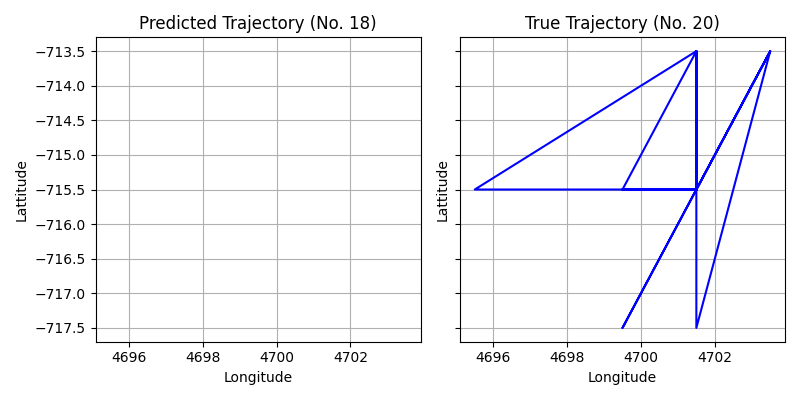 Predicted Trajectory (No. 18)
True Trajectory (No. 20)
−713.5
−714.0
−714.5
−715.0
−715.5
−716.0
−716.5
−717.0
−717.5
Lattitude
Lattitude
4696 4698 4700 4702
4696 4698 4700 4702
Longitude
Longitude